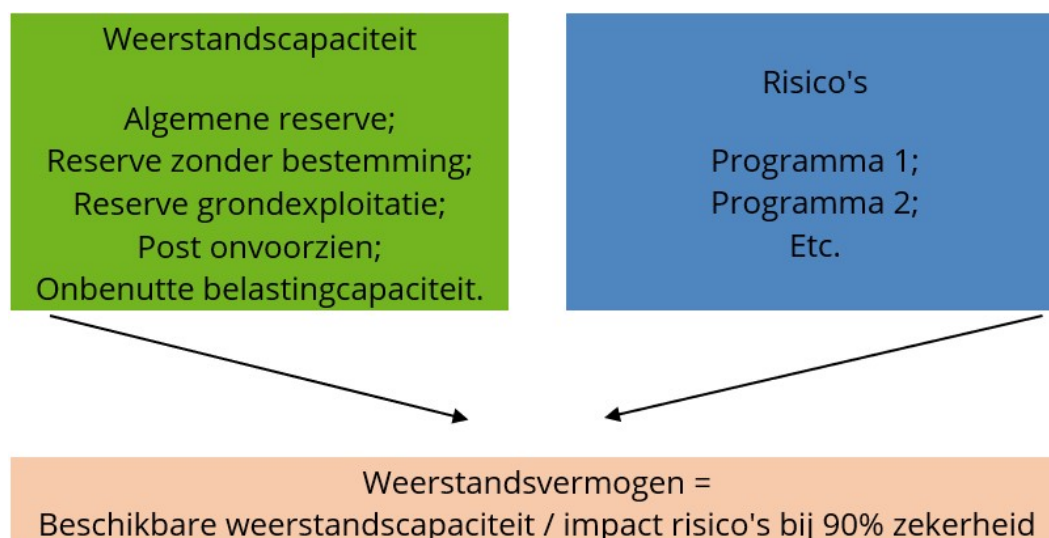 Weerstandscapaciteit
Algemene reserve;
Reserve zonder bestemming;
Reserve grondexploitatie;
Post onvoorzien;
Onbenutte belastingcapaciteit.
Risico's
Programma 1;
Programma 2;
Etc.
Weerstandsvermogen =
Beschikbare weerstandscapaciteit / impact risico's bij 90% zekerheid